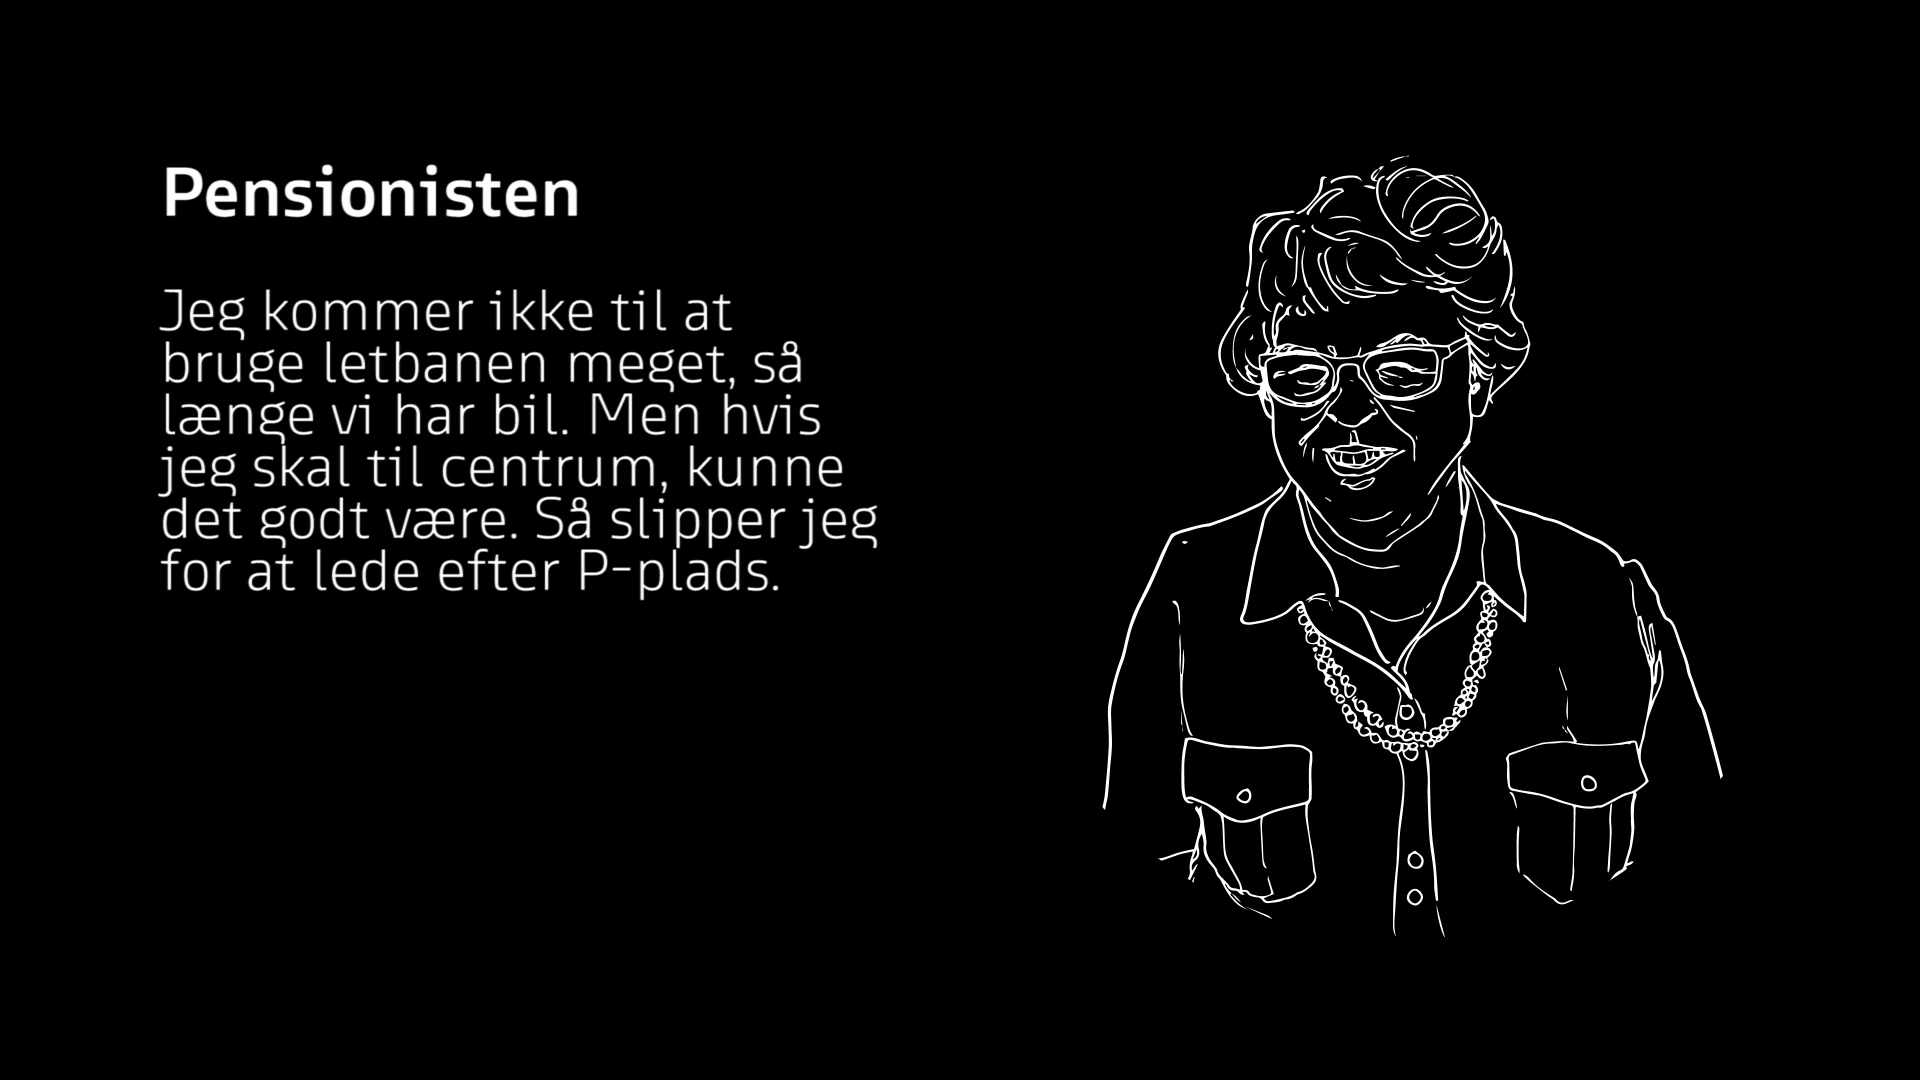 Pensionisten
Jeg kommer ikke til at
bruge letbanen meget, så
længe vi har bil. Men hvis
jeg skal til centrum, kunne
det godt være. Så slipper jeg
for at lede efter P-plads.